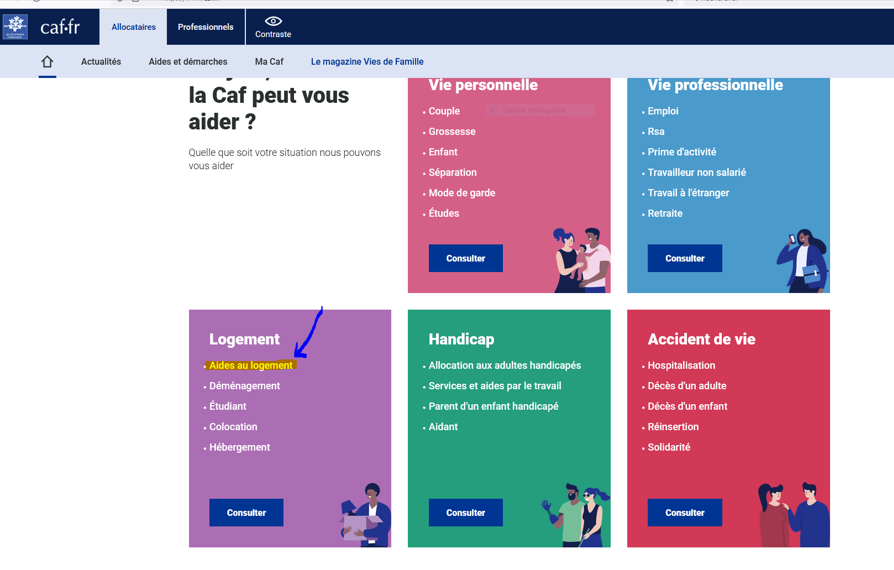 caf.fr
Allocataires
Professionnels
Contraste
Actualités
Aides et démarches
Ma Caf
Le magazine Vies de Famille
la Caf peut vous
aider ?
Quelle que soit votre situation nous pouvons
vous aider
Vie personnelle
• Couple
• Grossesse
• Enfant
• Séparation
• Mode de garde
• Études
Consulter
Vie professionnelle
• Emploi
• Rsa
• Prime d'activité
• Travailleur non salarié
• Travail à l'étranger
• Retraite
Consulter
Logement
• Aides au logement
• Déménagement
• Étudiant
• Colocation
• Hébergement
Consulter
Handicap
• Allocation aux adultes handicapés
• Services et aides par le travail
• Parent d'un enfant handicapé
• Aidant
Consulter
Accident de vie
• Hospitalisation
• Décès d'un adulte
• Décès d'un enfant
• Réinsertion
• Solidarité
Consulter